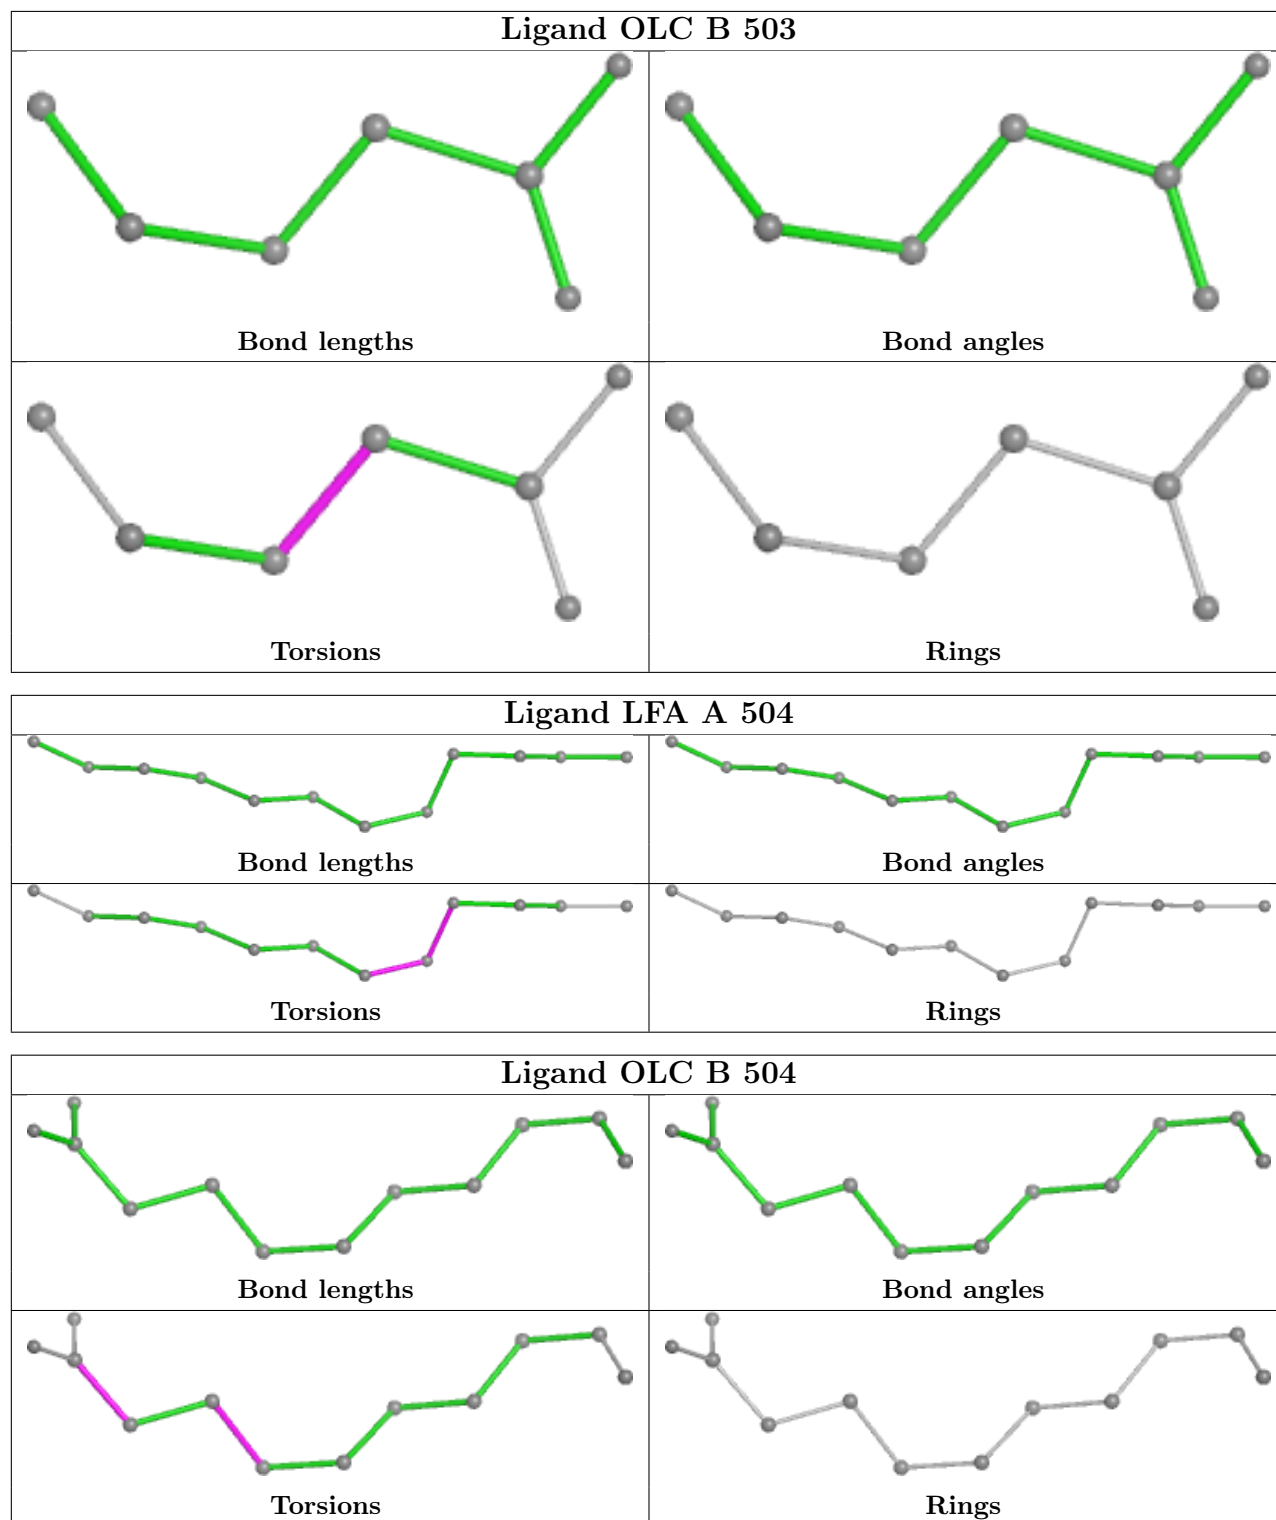 Ligand OLC B 503
Bond lengths
Bond angles
Torsions
Rings
Ligand LFA A 504
Bond lengths
Bond angles
Torsions
Rings
Ligand OLC B 504
Bond lengths
Bond angles
Torsions
Rings